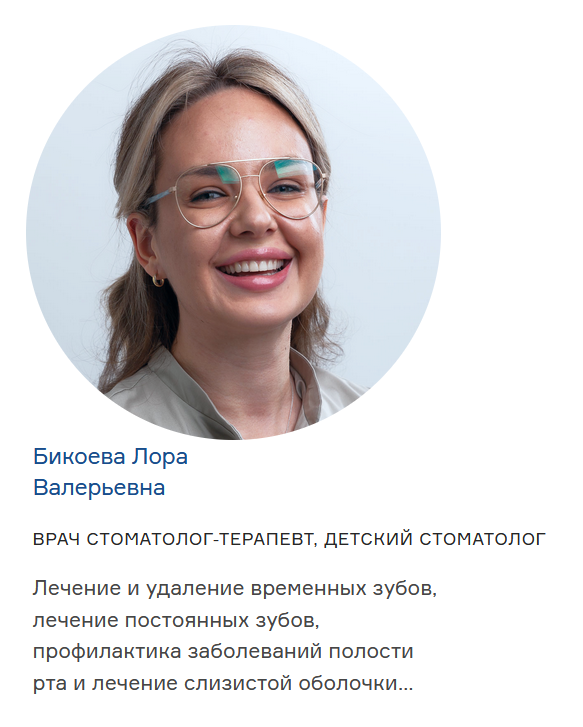 Бикоева Лора
Валерьевна
ВРАЧ СТОМАТОЛОГ-ТЕРАПЕВТ, ДЕТСКИЙ СТОМАТОЛОГ
Лечение и удаление временных зубов,
лечение постоянных зубов,
профилактика заболеваний полости
рта и лечение слизистой оболочки...